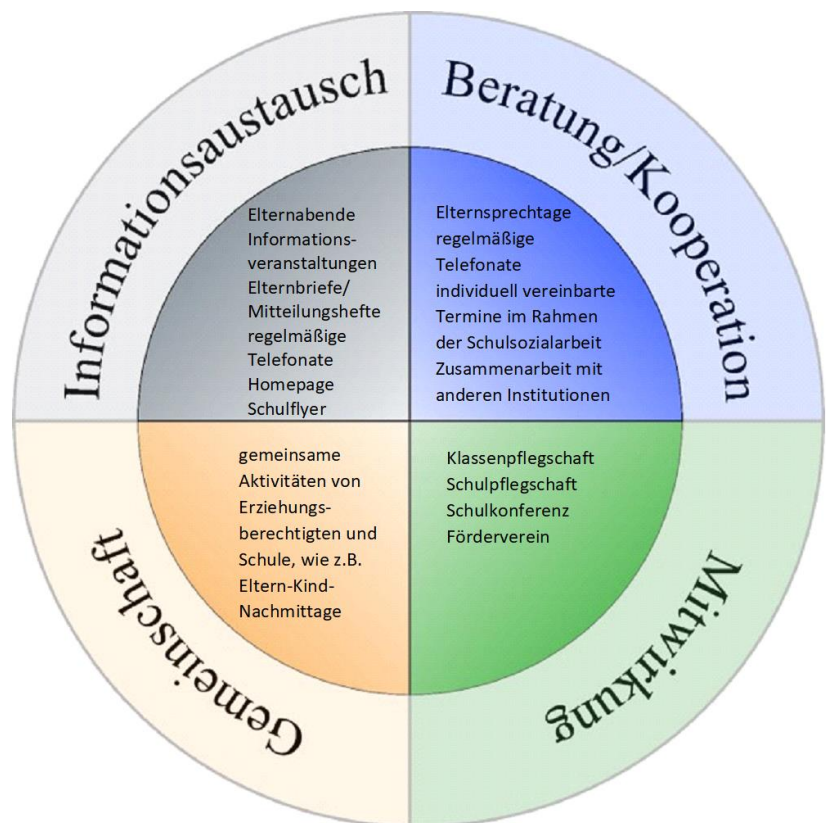 Informationsaustausch
Elternabende
Informations-
veranstaltungen
Elternbriefe/
Mitteilungshefte
regelmäßige
Telefonate
Homepage
Schulflyer
Beratung/Kooperation
Elternsprechtage
regelmäßige
Telefonate
individuell vereinbarte
Termine im Rahmen
der Schulsozialarbeit
Zusammenarbeit mit
anderen Institutionen
Gemeinschaft
gemeinsame
Aktivitäten von
Erziehungs-
berechtigten und
Schule, wie z.B.
Eltern-Kind-
Nachmittage
Mitwirkung
Klassenpflegschaft
Schulpflegschaft
Schulkonferenz
Förderverein